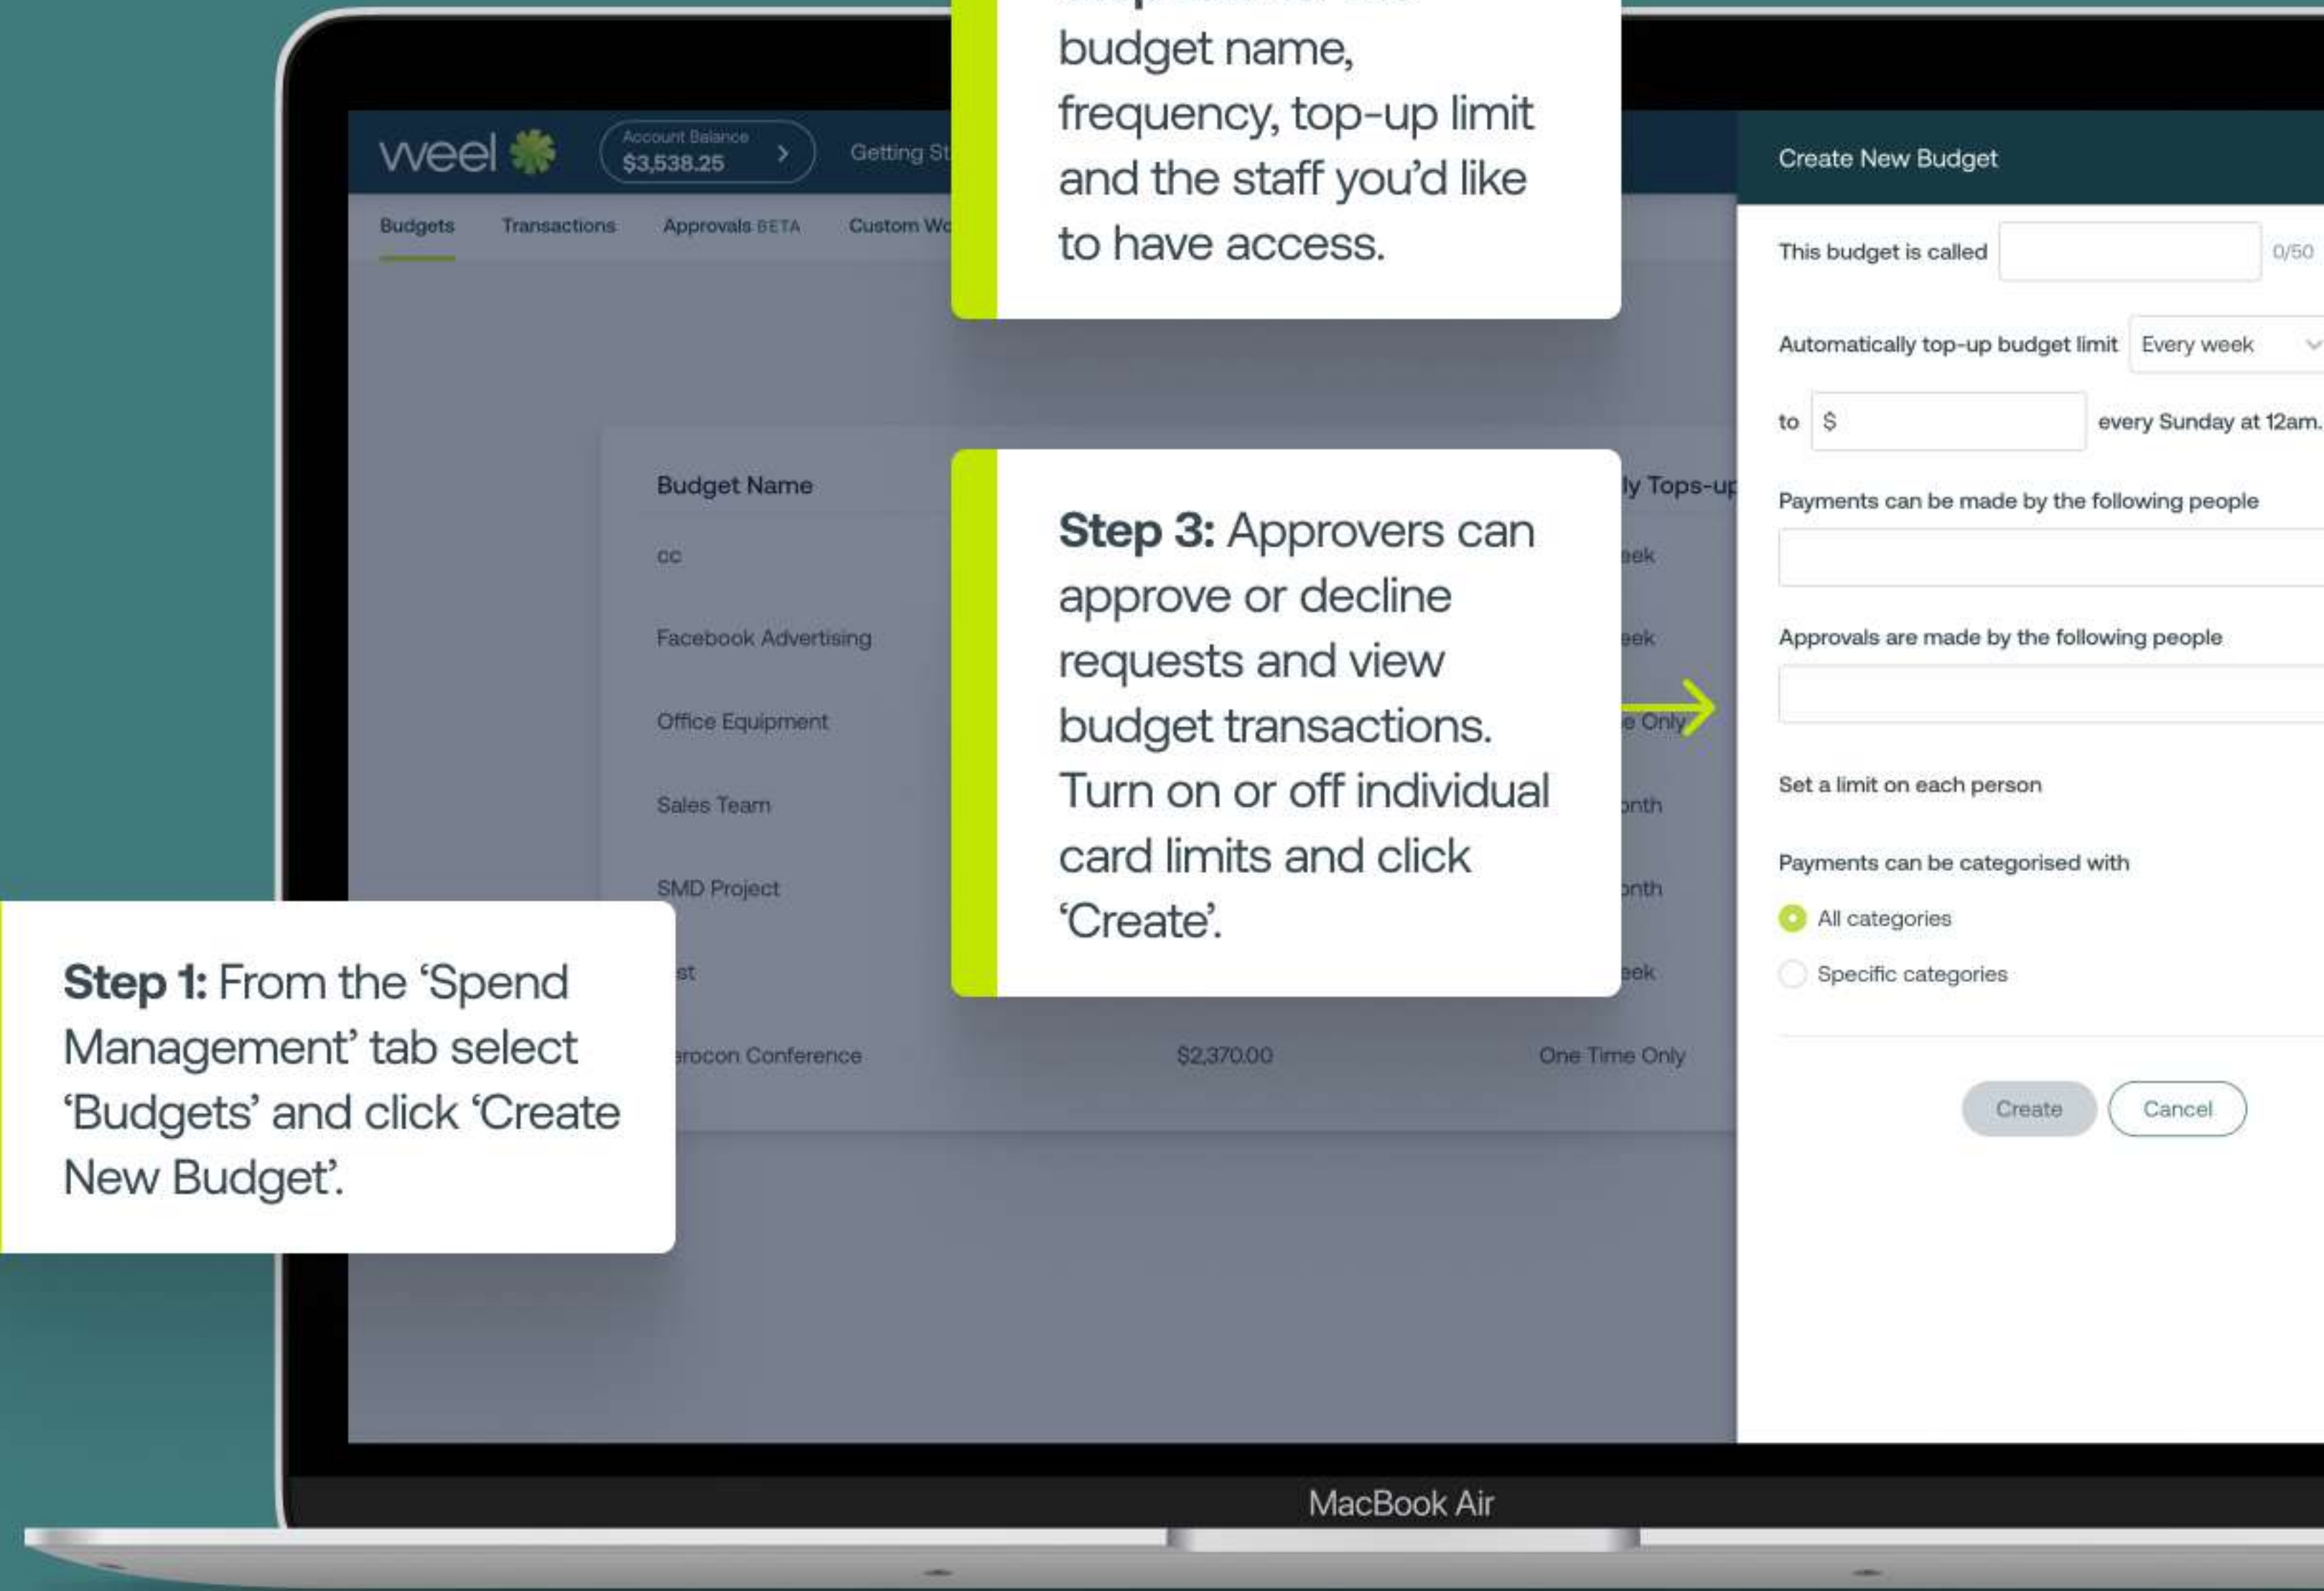 budget name,
frequency, top-up limit
and the staff you'd like
to have access.
weel
Account Balance
$3,538.25
Getting
Create New Budget
Budgets Transactions Approvals BETA Custom
This budget is called 0/50
Automatically top-up budget limit Every week
to $ every Sunday at 12am.
Payments can be made by the following people
Approvals are made by the following people
Set a limit on each person
Payments can be categorised with
All categories
Specific categories
Create Cancel
Budget Name Tops-up
cc
Facebook Advertising
Office Equipment Only
Sales Team
SMD Project
Conference $2,370.00 One Time Only
Step 3: Approvers can
approve or decline
requests and view
budget transactions.
Turn on or off individual
card limits and click
‘Create’.
Step 1: From the ‘Spend
Management’ tab select
‘Budgets’ and click ‘Create
New Budget’.
MacBook Air